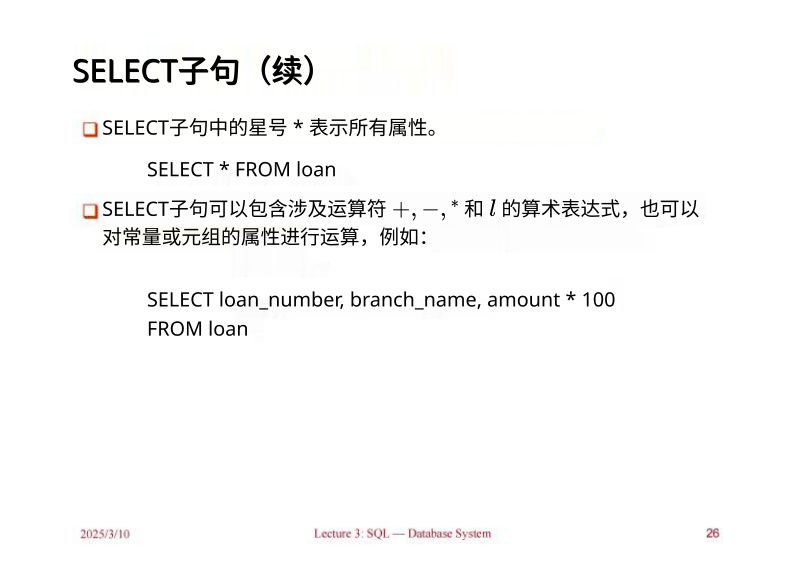 SELECT子句（续）
SELECT子句中的星号 * 表示所有属性。
SELECT * FROM loan
SELECT子句可以包含涉及运算符 +, −, * 和 l 的算术表达式，也可以
对常量或元组的属性进行运算，例如：
SELECT loan_number, branch_name, amount * 100
FROM loan
2025/3/10
Lecture 3: SQL — Database System
26